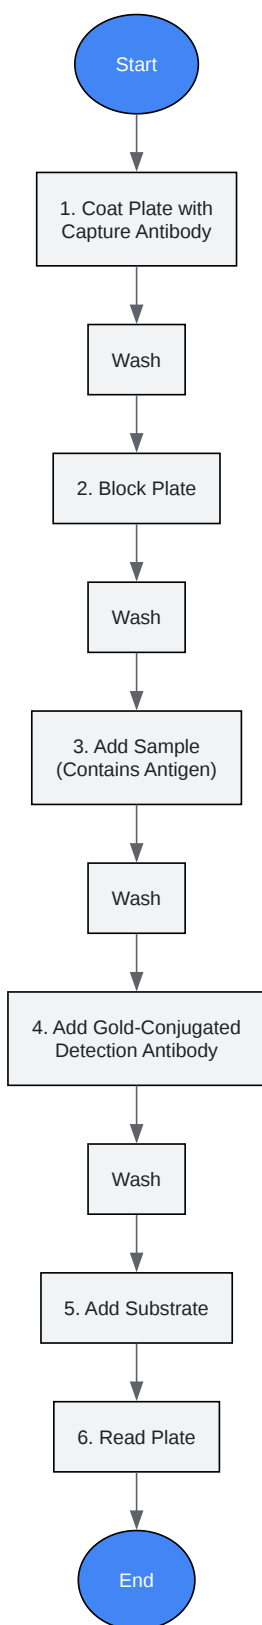 Start
1. Coat Plate with
Capture Antibody
Wash
2. Block Plate
Wash
3. Add Sample
(Contains Antigen)
Wash
4. Add Gold-Conjugated
Detection Antibody
Wash
5. Add Substrate
6. Read Plate
End